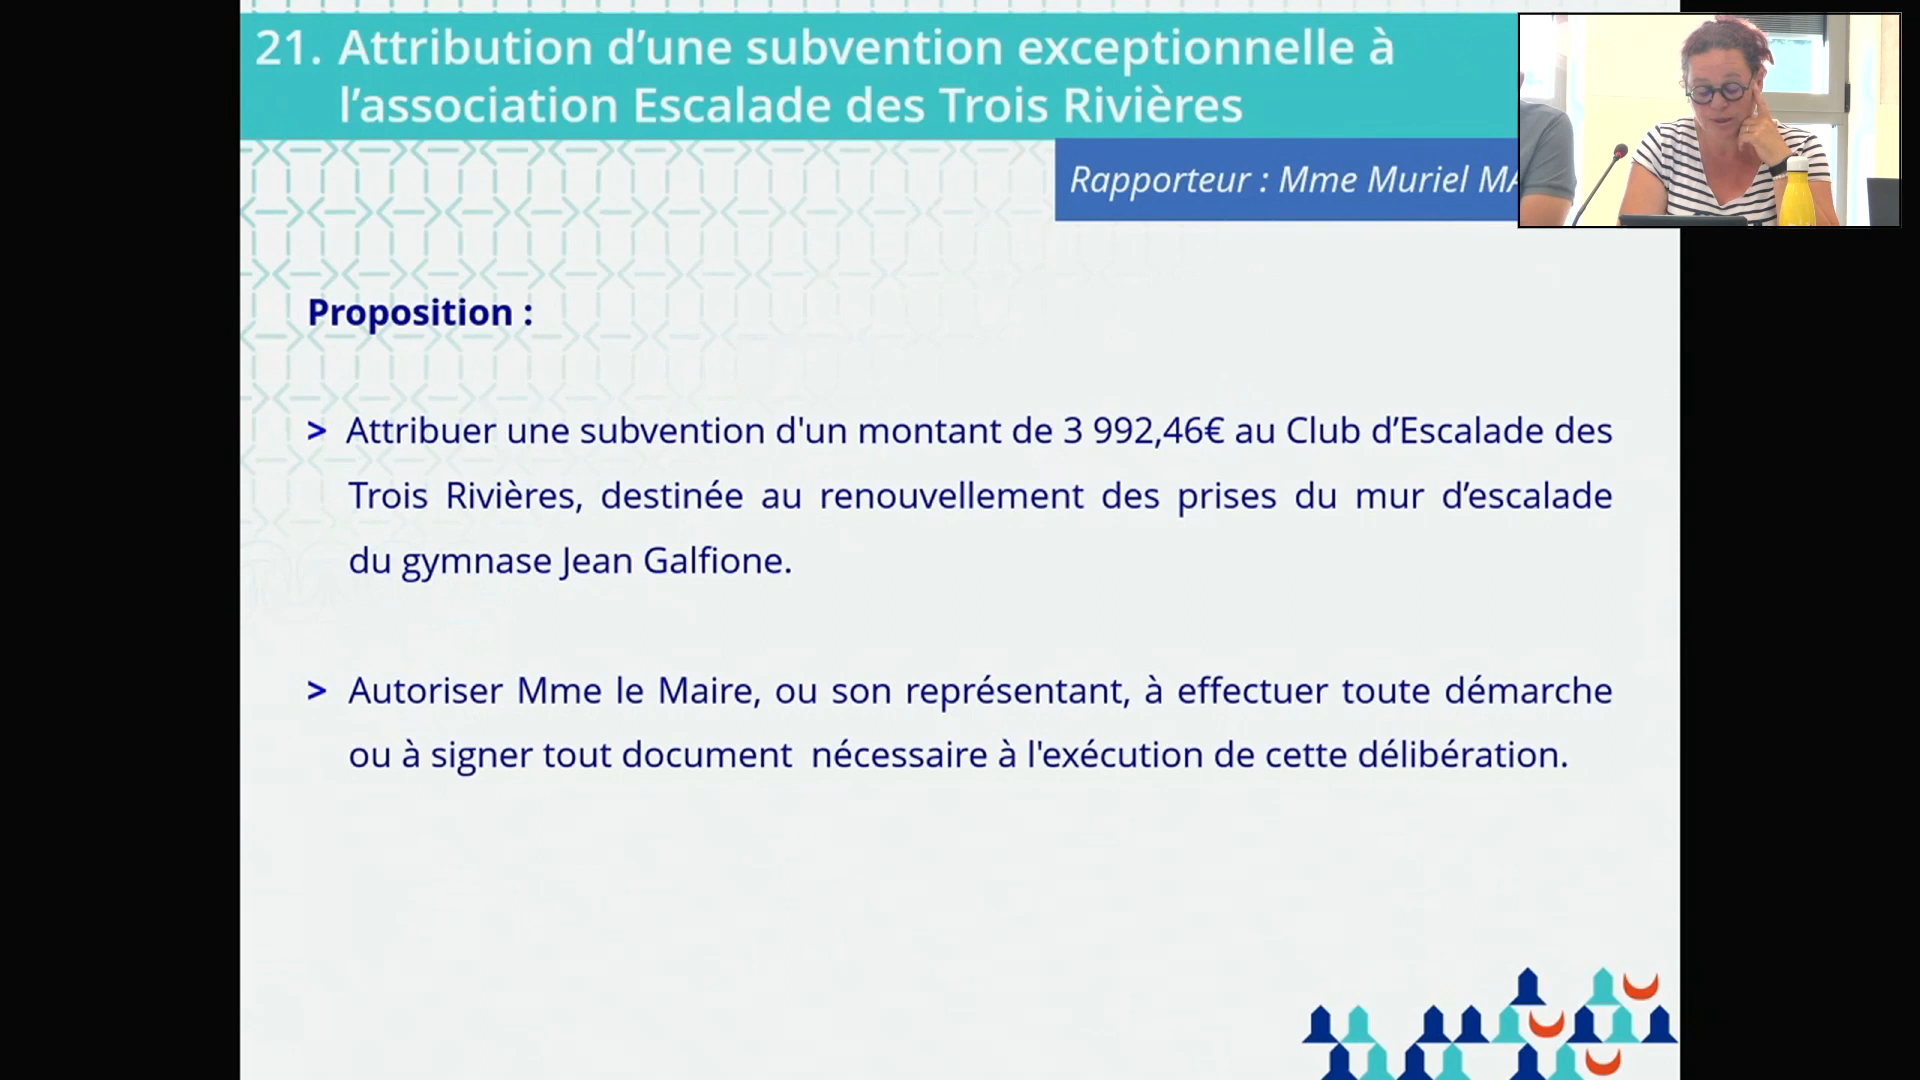 21. Attribution d’une subvention exceptionnelle à
l’association Escalade des Trois Rivières
Rapporteur : Mme Muriel
Proposition :
> Attribuer une subvention d'un montant de 3 992,46€ au Club d’Escalade des
Trois Rivières, destinée au renouvellement des prises du mur d’escalade
du gymnase Jean Galfione.
> Autoriser Mme le Maire, ou son représentant, à effectuer toute démarche
ou à signer tout document nécessaire à l'exécution de cette délibération.